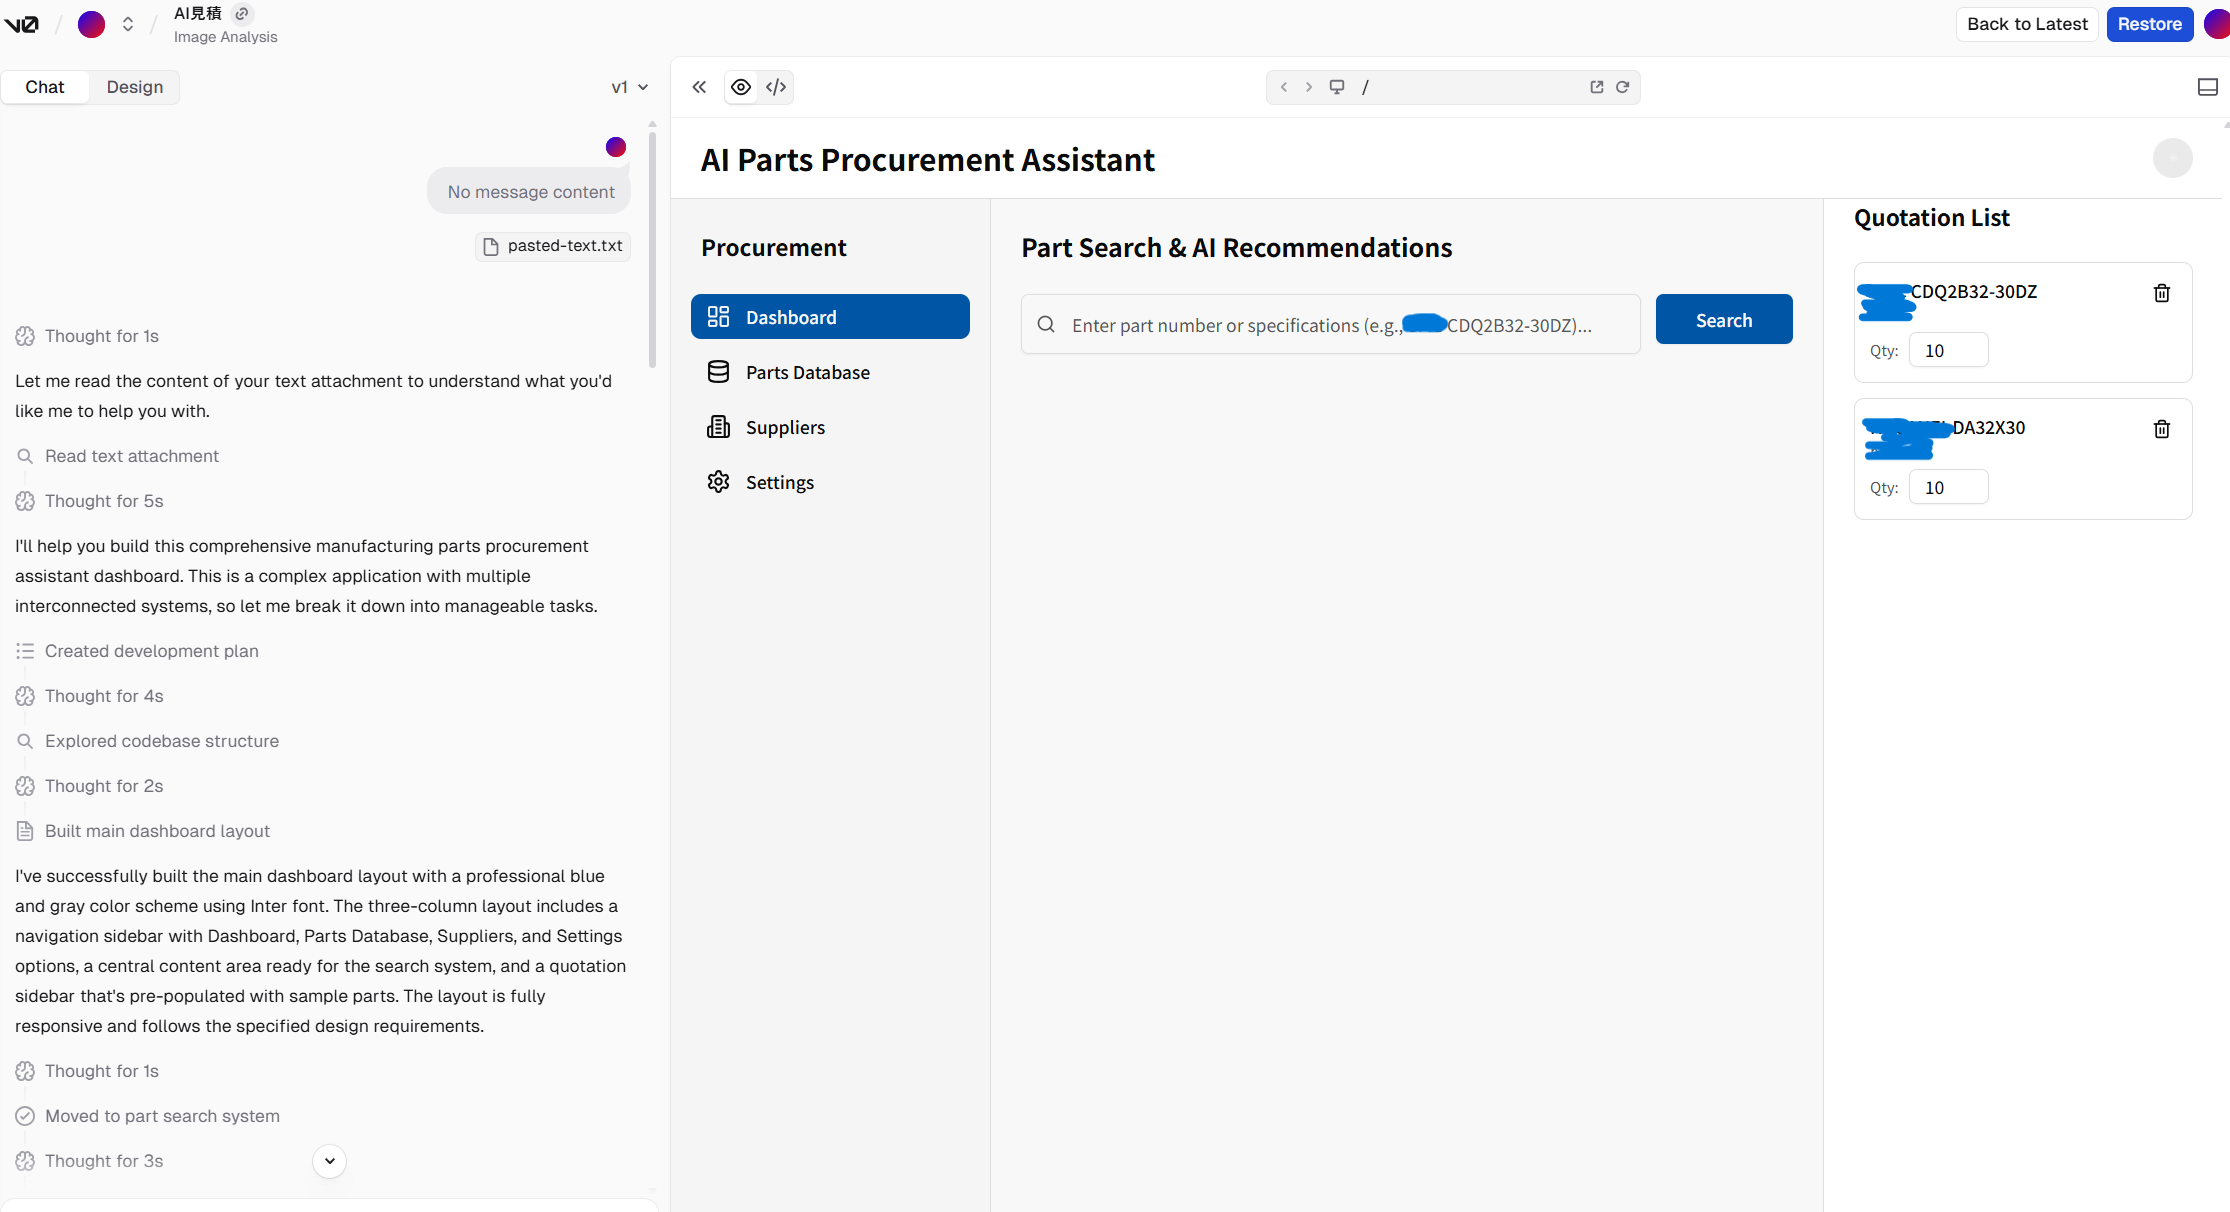 v0
AI見積
Image Analysis
Back to Latest
Restore
Chat
Design
v1
/
No message content
pasted-text.txt
Thought for 1s
Let me read the content of your text attachment to understand what you'd
like me to help you with.
Read text attachment
Thought for 5s
I'll help you build this comprehensive manufacturing parts procurement
assistant dashboard. This is a complex application with multiple
interconnected systems, so let me break it down into manageable tasks.
Created development plan
Thought for 4s
Explored codebase structure
Thought for 2s
Built main dashboard layout
I've successfully built the main dashboard layout with a professional blue
and gray color scheme using Inter font. The three-column layout includes a
navigation sidebar with Dashboard, Parts Database, Suppliers, and Settings
options, a central content area ready for the search system, and a quotation
sidebar that's pre-populated with sample parts. The layout is fully
responsive and follows the specified design requirements.
Thought for 1s
Moved to part search system
Thought for 3s
AI Parts Procurement Assistant
Procurement
Dashboard
Parts Database
Suppliers
Settings
Part Search & AI Recommendations
Enter part number or specifications (e.g., CDQ2B32-30DZ)...
Search
Quotation List
CDQ2B32-30DZ
Qty:
10
DA32X30
Qty:
10